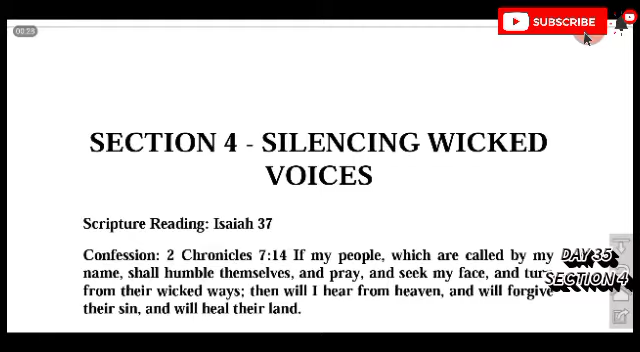 00:23
SUBSCRIBE
SECTION 4 - SILENCING WICKED
VOICES
Scripture Reading: Isaiah 37
Confession: 2 Chronicles 7:14 If my people, which are called by my
name, shall humble themselves, and pray, and seek my face, and turn
from their wicked ways; then will I hear from heaven, and will forgive
their sin, and will heal their land.
DAY 35
SECTION 4